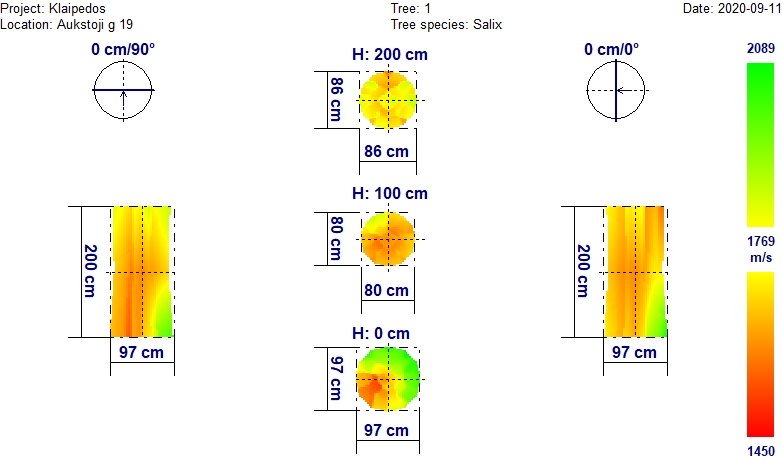 Project: Klaipedos Tree: 1 Date: 2020-09-11
Location: Aukstoji g 19 Tree species: Salix
0 cm/90°
H: 200 cm
0 cm/0°
2089
86 cm
86 cm
H: 100 cm
80 cm
80 cm
1769
m/s
200 cm
97 cm
200 cm
97 cm
H: 0 cm
97 cm
97 cm
1450